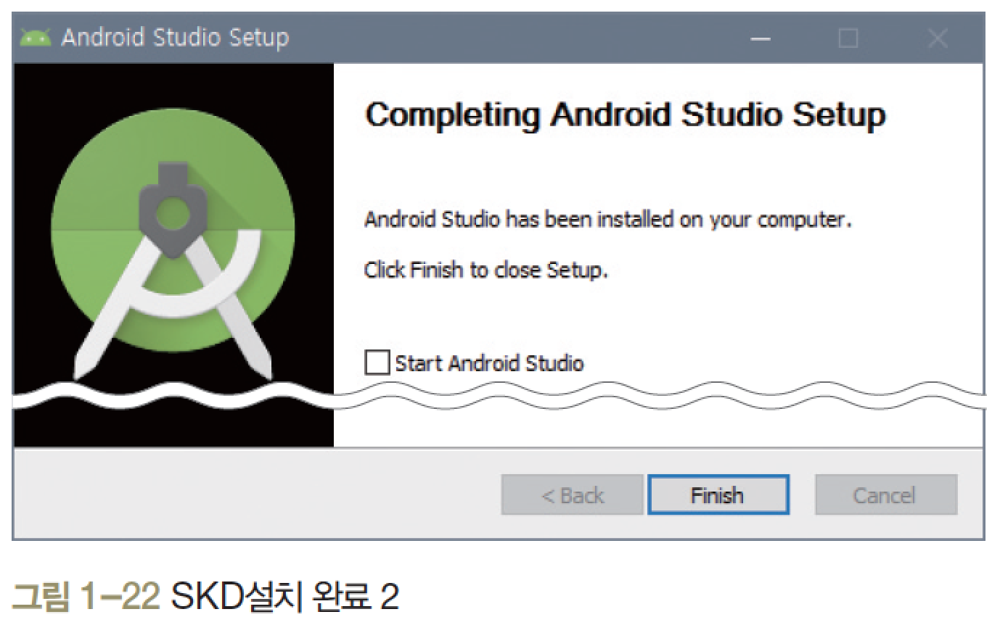 Android Studio Setup
Completing Android Studio Setup
Android Studio has been installed on your computer.
Click Finish to close Setup.
Start Android Studio
< Back
Finish
Cancel
그림 1-22 SKD설치 완료 2